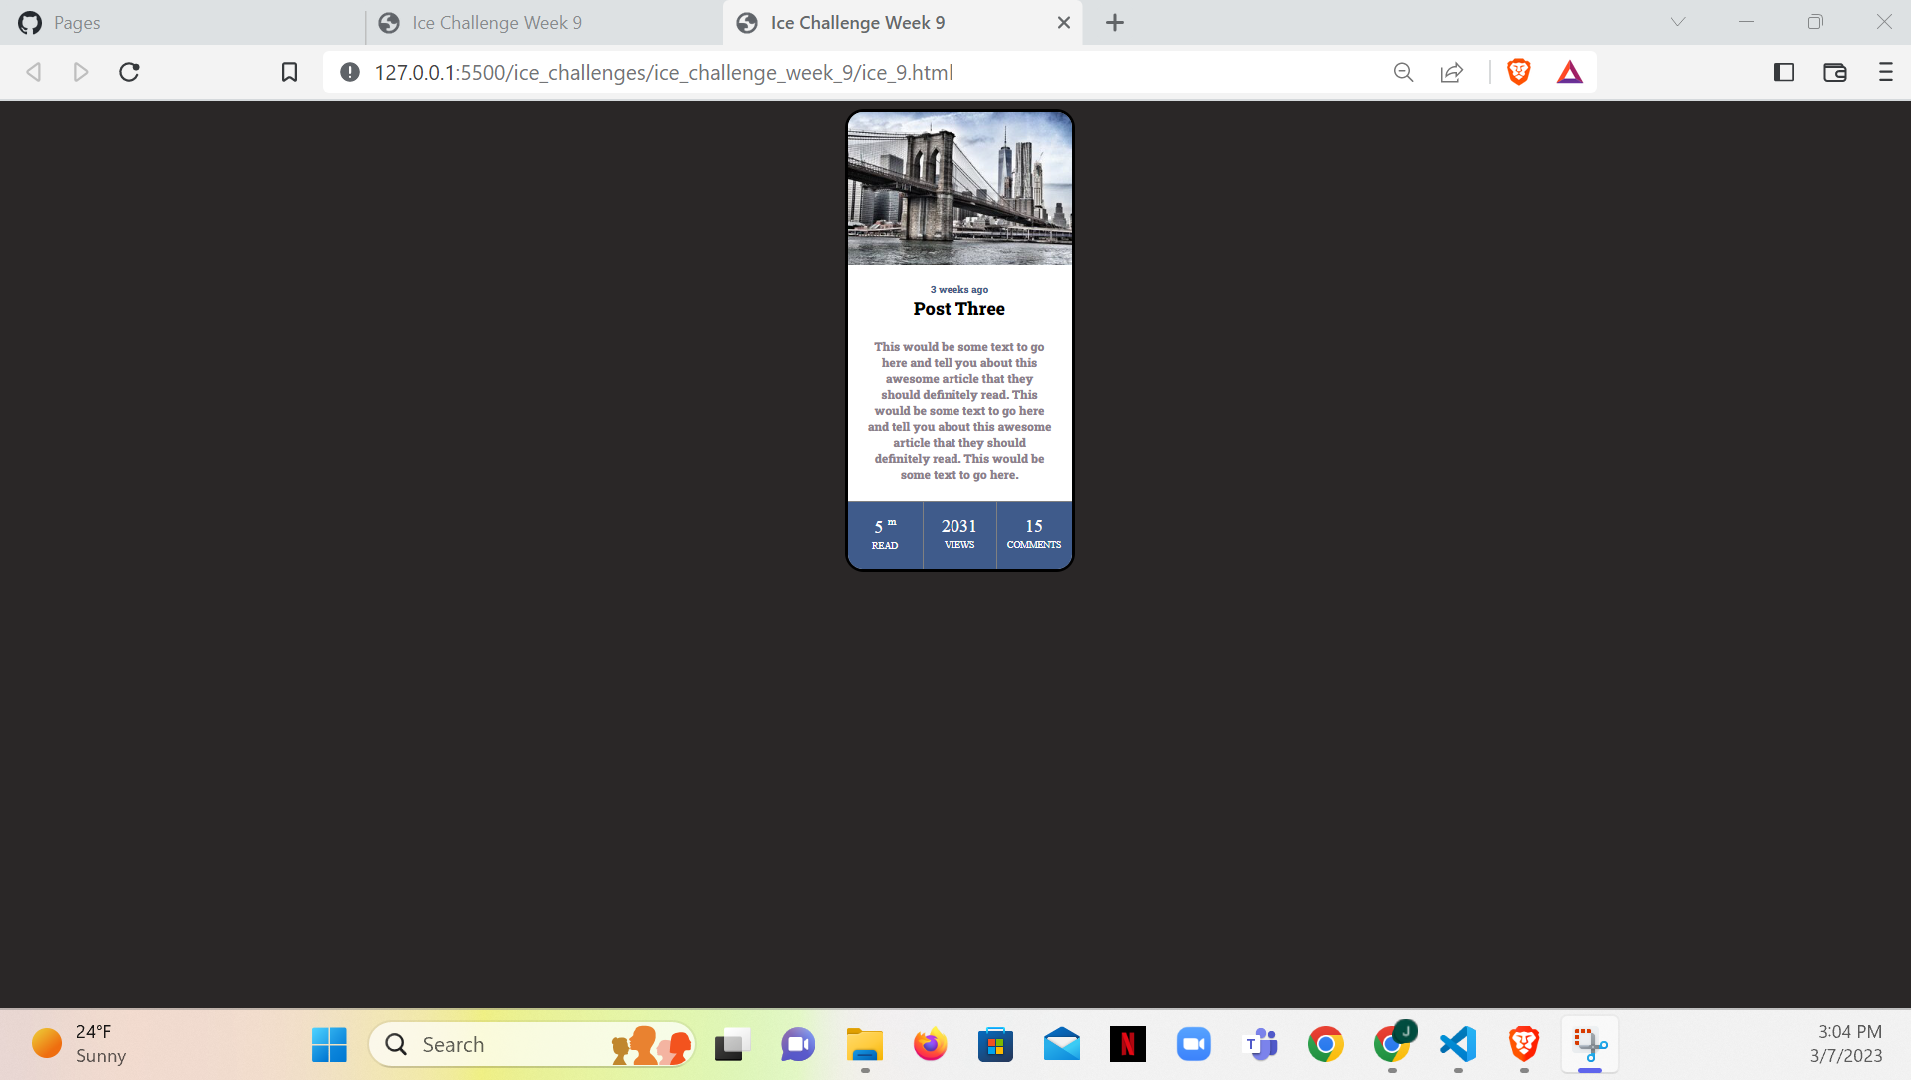 Pages
Ice Challenge Week 9
Ice Challenge Week 9
127.0.0.1:5500/ice_challenges/ice_challenge_week_9/ice_9.html
3 weeks ago
Post Three
This would be some text to go
here and tell you about this
awesome article that they
should definitely read. This
would be some text to go here
and tell you about this awesome
article that they should
definitely read. This would be
some text to go here.
5 m
READ
2031
VIEWS
15
COMMENTS
24°F
Sunny
Search
N
T
J
3:04 PM
3/7/2023